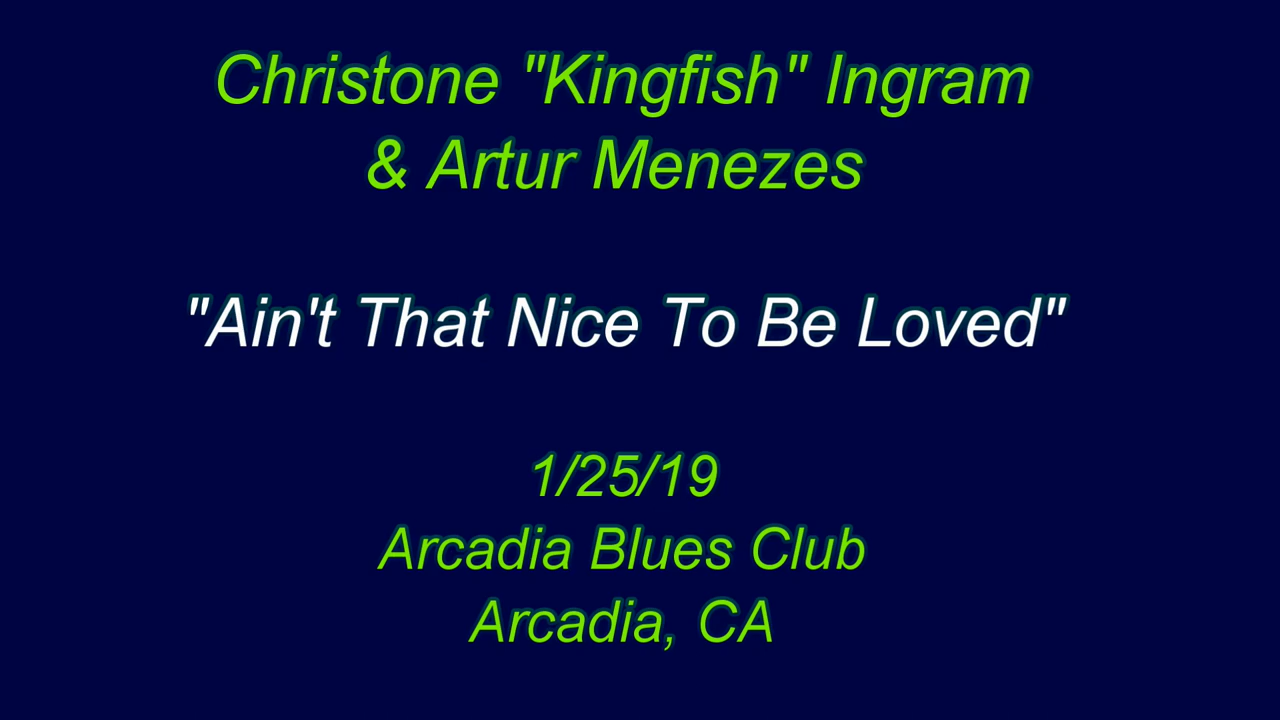 Christone "Kingfish" Ingram
& Artur Menezes
"Ain't That Nice To Be Loved"
1/25/19
Arcadia Blues Club
Arcadia, CA